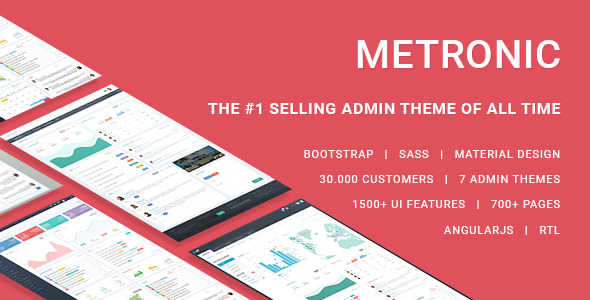 METRONIC
THE #1 SELLING ADMIN THEME OF ALL TIME
BOOTSTRAP | SASS | MATERIAL DESIGN
30.000 CUSTOMERS | 7 ADMIN THEMES
1500+ UI FEATURES | 700+ PAGES
ANGULARJS | RTL